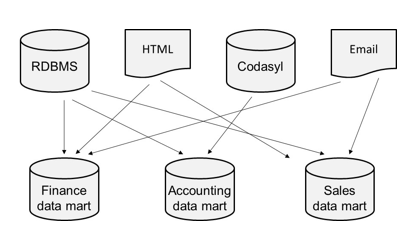 RDBMS
HTML
Codasyl
Email
Finance
data mart
Accounting
data mart
Sales
data mart